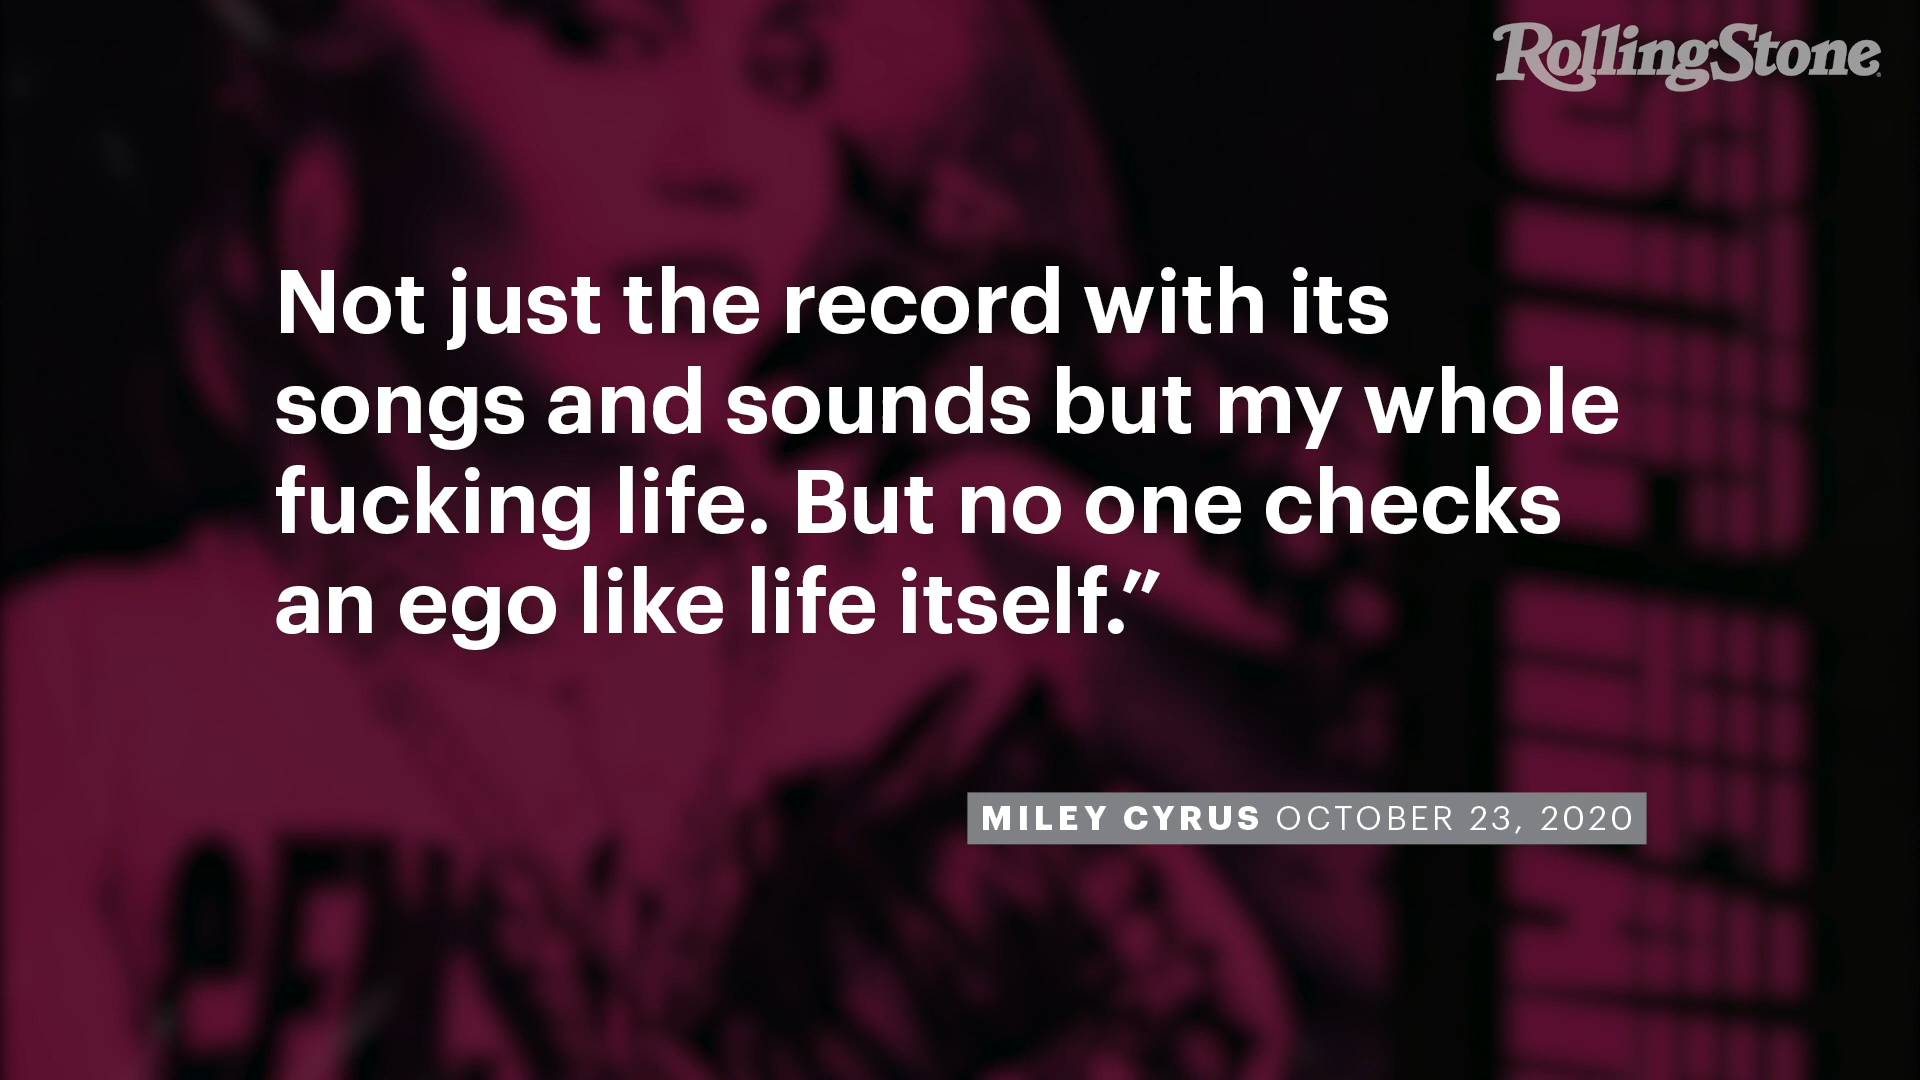 RollingStone
Not just the record with its
songs and sounds but my whole
fucking life. But no one checks
an ego like life itself.”
MILEY CYRUS OCTOBER 23, 2020